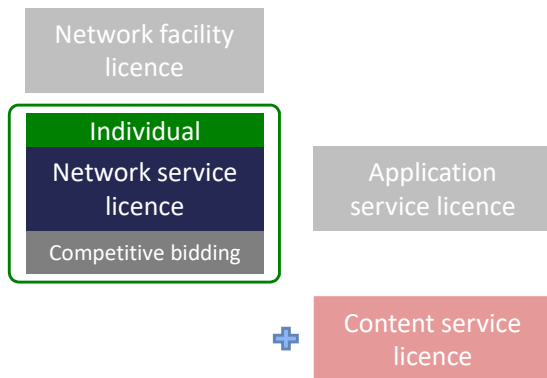 Network facility
licence
Individual
Network service
licence
Competitive bidding
Application
service licence
Content service
licence